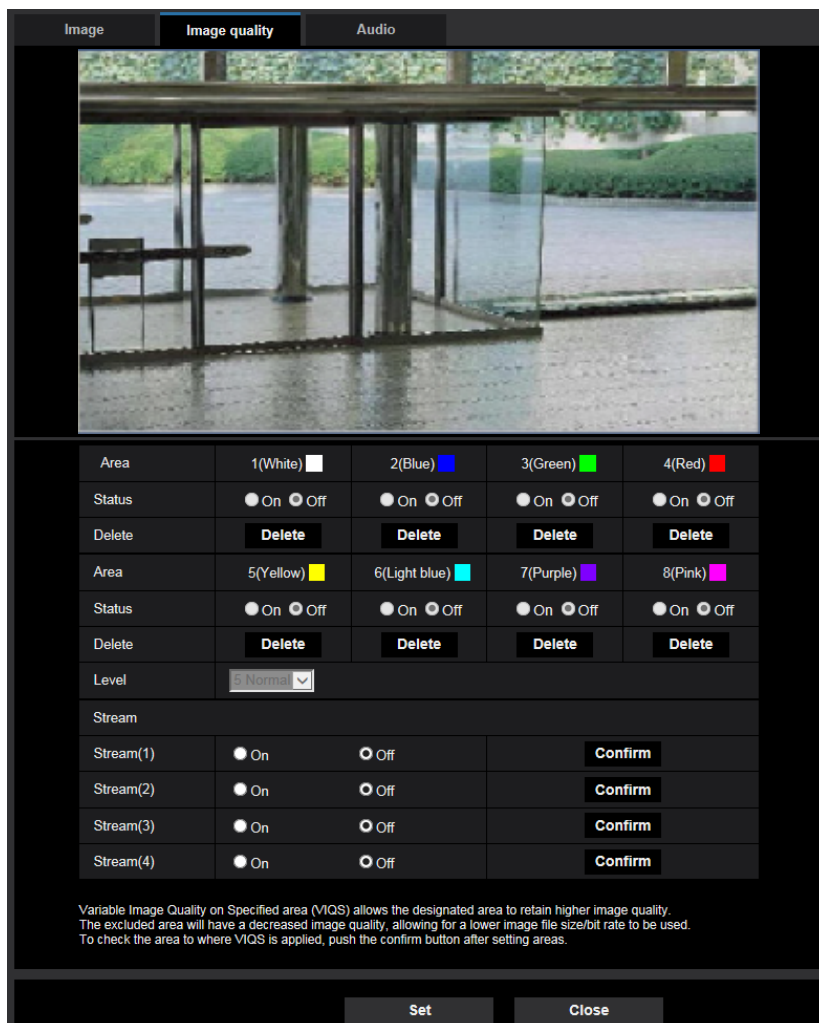 Image Image quality Audio
Area 1(White) 2(Blue) 3(Green) 4(Red)
Status On Off On Off On Off On Off
Delete Delete Delete Delete Delete
Area 5(Yellow) 6(Light blue) 7(Purple) 8(Pink)
Status On Off On Off On Off On Off
Delete Delete Delete Delete Delete
Level 5 Normal
Stream
Stream(1) On Off Confirm
Stream(2) On Off Confirm
Stream(3) On Off Confirm
Stream(4) On Off Confirm
Variable Image Quality on Specified area (VIQS) allows the designated area to retain higher image quality.
The excluded area will have a decreased image quality, allowing for a lower image file size/bit rate to be used.
To check the area to where VIQS is applied, push the confirm button after setting areas.
Set Close